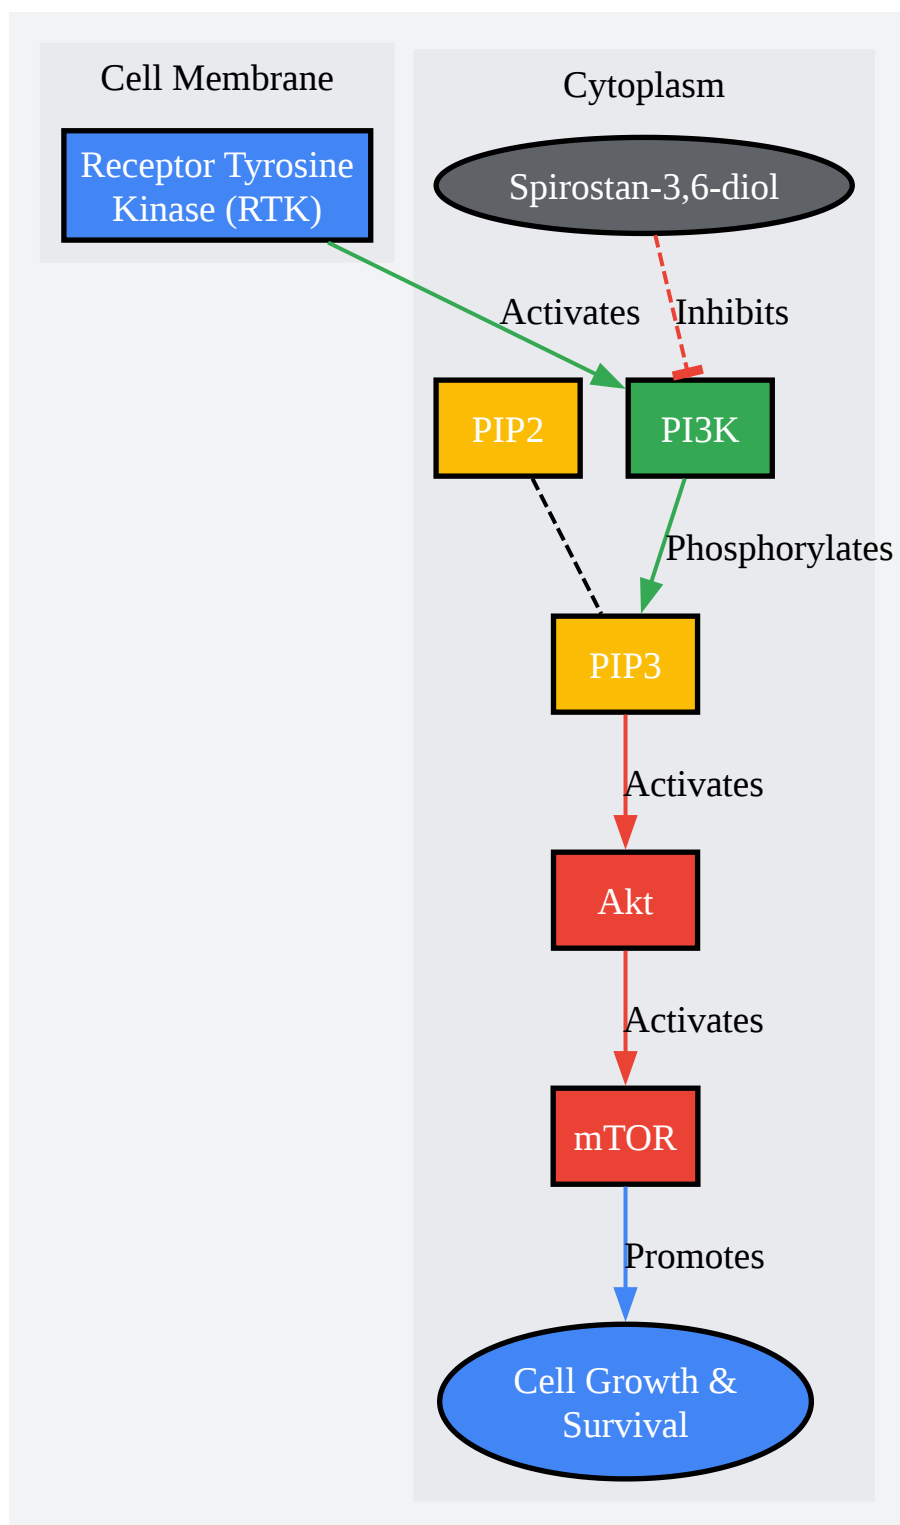 Cell Membrane
Cytoplasm
Receptor Tyrosine
Kinase (RTK)
Spirostan-3,6-diol
Activates
Inhibits
PIP2
PI3K
Phosphorylates
PIP3
Activates
Akt
Activates
mTOR
Promotes
Cell Growth &
Survival